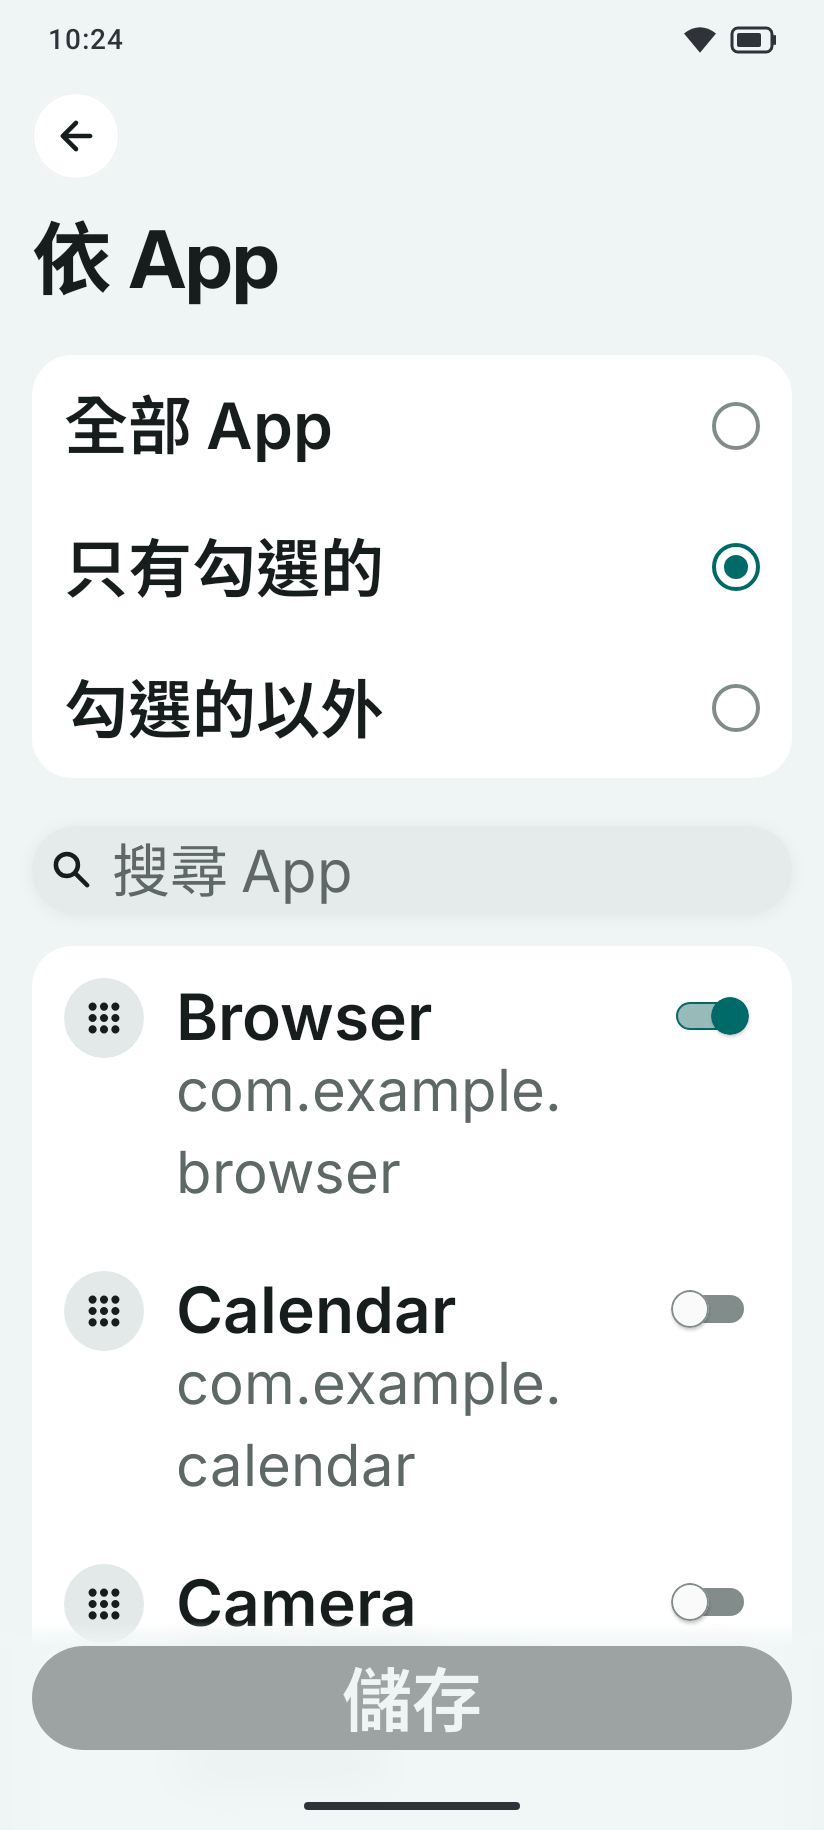 10:24
依 App
全部 App
只有勾選的
勾選的以外
搜尋 App
Browser
com.example.
browser
Calendar
com.example.
calendar
Camera
儲存